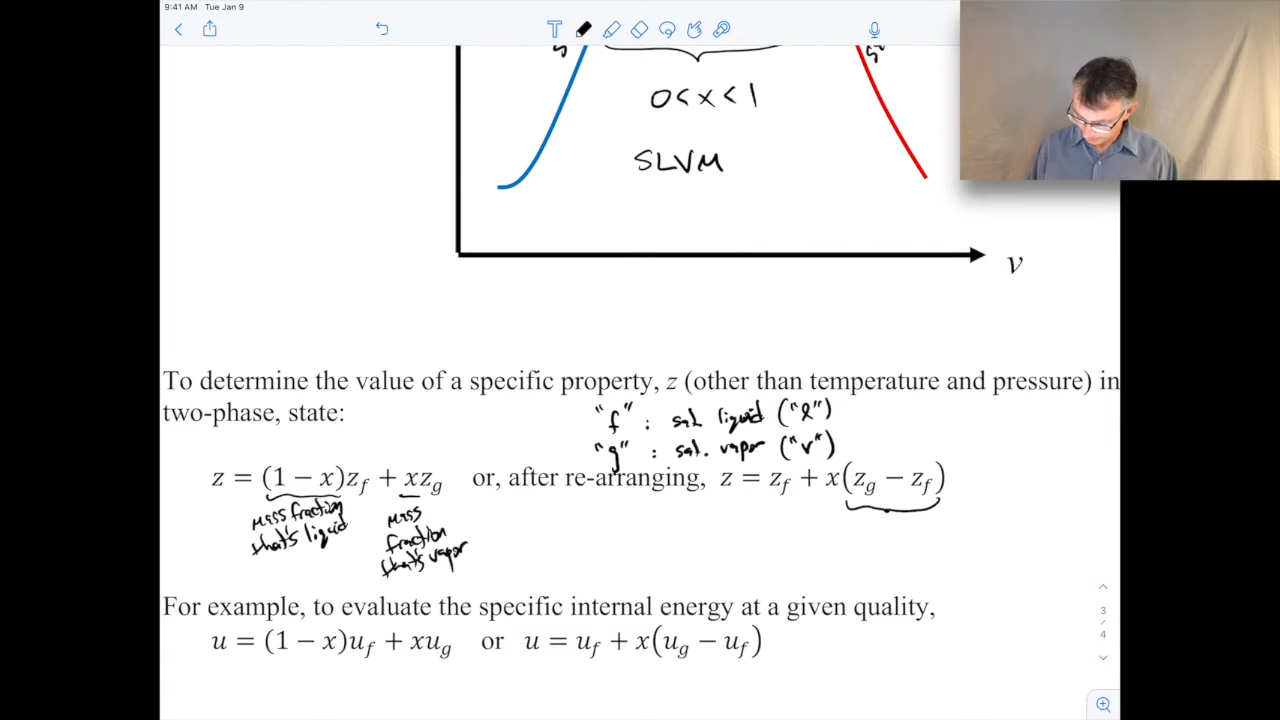 9:41 AM Tue Jan 9
0 < x < 1
SLVM
v
To determine the value of a specific property, z (other than temperature and pressure) in
two-phase, state:
"f" : sat. liquid ("l")
"g" : sat. vapor ("v")
z = (1 − x)z_f + xz_g or, after re-arranging, z = z_f + x(z_g − z_f)
mass fraction
that's liquid
mass
fraction
that's vapor
For example, to evaluate the specific internal energy at a given quality,
u = (1 − x)u_f + xu_g or u = u_f + x(u_g − u_f)
3
/
4